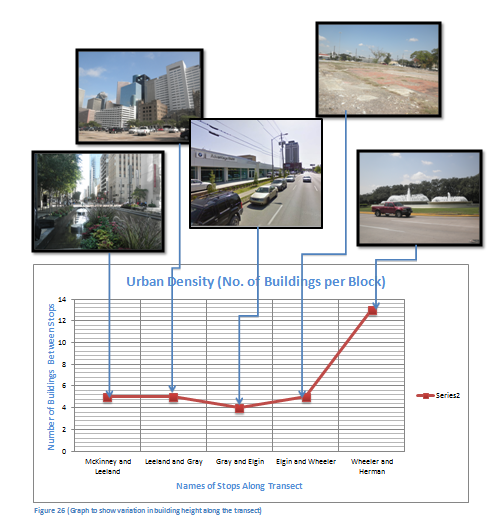 Urban Density (No. of Buildings per Block)
Number of Buildings Between Stops
14
12
10
8
6
4
2
0
McKinney and
Leeland
Leeland and Gray
Gray and Elgin
Elgin and Wheeler
Wheeler and
Herman
Series2
Names of Stops Along Transect
Figure 26 (Graph to show variation in building height along the transect)